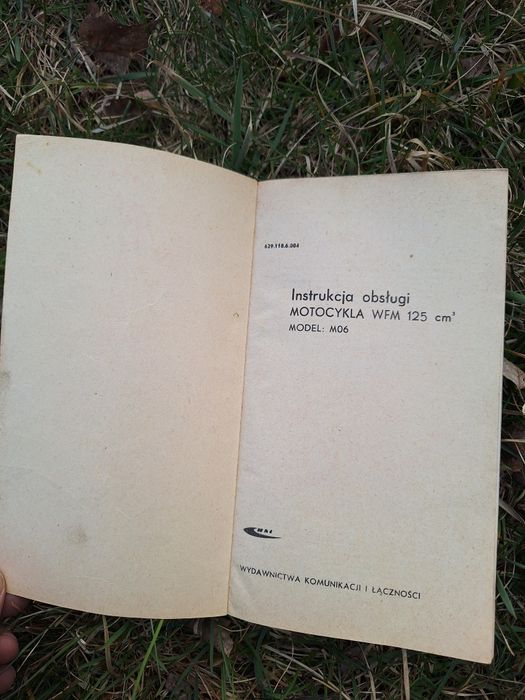 629.118.6.004
Instrukcja obsługi
MOTOCYKLA WFM 125 cm³
MODEL: M06
WKŁ
WYDAWNICTWA KOMUNIKACJI I ŁĄCZNOŚCI